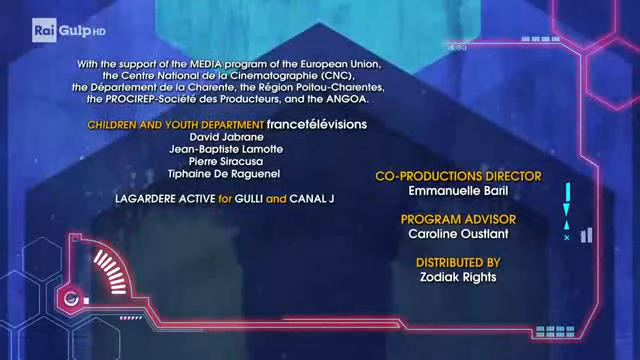 Rai Gulp HD
With the support of the MEDIA program of the European Union,
the Centre National de la Cinematographie (CNC),
the Département de la Charente, the Région Poitou-Charentes,
the PROCIREP-Société des Producteurs, and the ANGOA.
CHILDREN AND YOUTH DEPARTMENT francetélévisions
David Jabrane
Jean-Baptiste Lamotte
Pierre Siracusa
Tiphaine De Raguenel
LAGARDERE ACTIVE for GULLI and CANAL J
CO-PRODUCTIONS DIRECTOR
Emmanuelle Baril
PROGRAM ADVISOR
Caroline Oustlant
DISTRIBUTED BY
Zodiak Rights